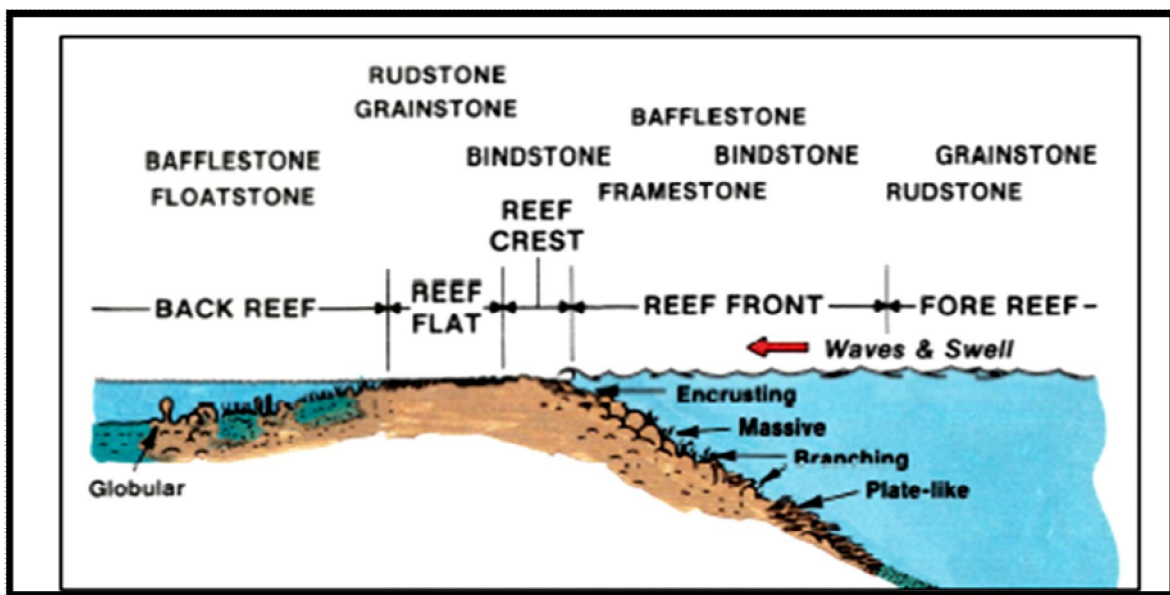 RUDSTONE
GRAINSTONE
BAFFLESTONE
BAFFLESTONE
FLOATSTONE
BINDSTONE
BINDSTONE
FRAMESTONE
GRAINSTONE
RUDSTONE
REEF
CREST
BACK REEF
REEF
FLAT
REEF FRONT
FORE REEF
Waves & Swell
Encrusting
Massive
Branching
Plate-like
Globular